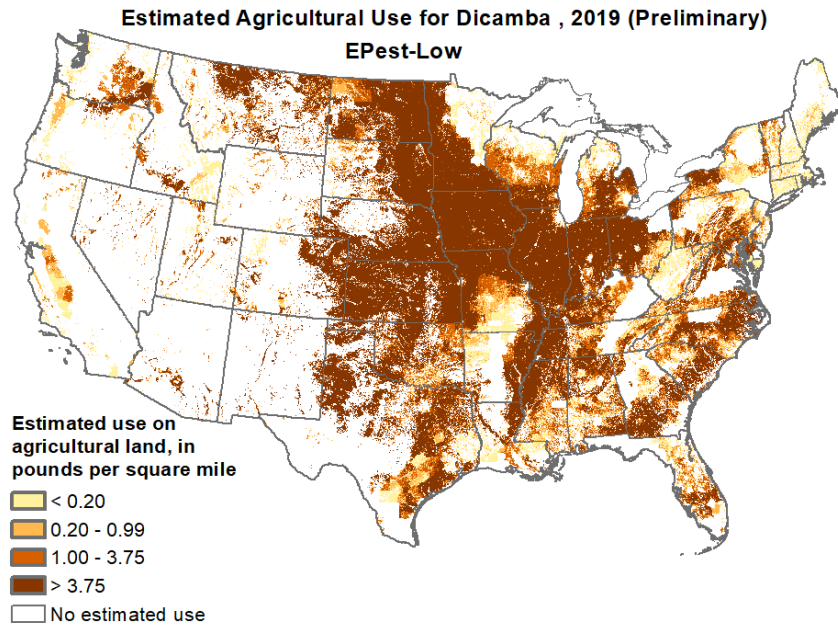 Estimated Agricultural Use for Dicamba , 2019 (Preliminary)
EPest-Low
Estimated use on
agricultural land, in
pounds per square mile
< 0.20
0.20 - 0.99
1.00 - 3.75
> 3.75
No estimated use